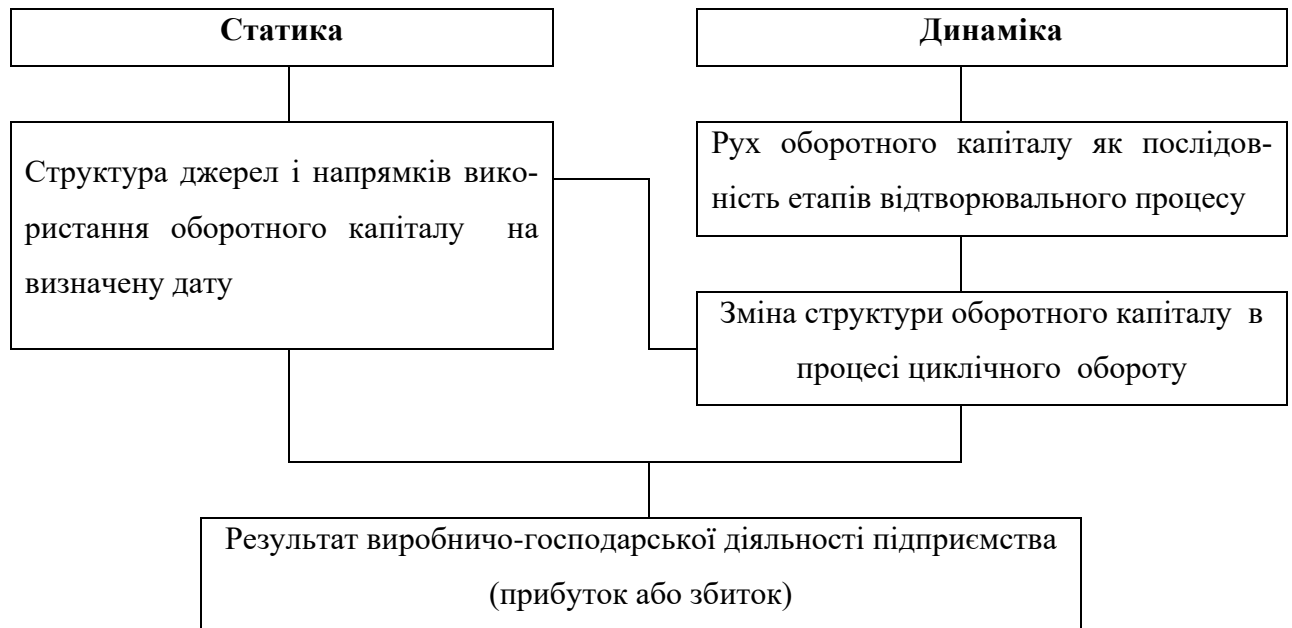 Статика
Динаміка
Структура джерел і напрямків вико-
ристання оборотного капіталу на
визначену дату
Рух оборотного капіталу як послідов-
ність етапів відтворювального процесу
Зміна структури оборотного капіталу в
процесі циклічного обороту
Результат виробничо-господарської діяльності підприємства
(прибуток або збиток)